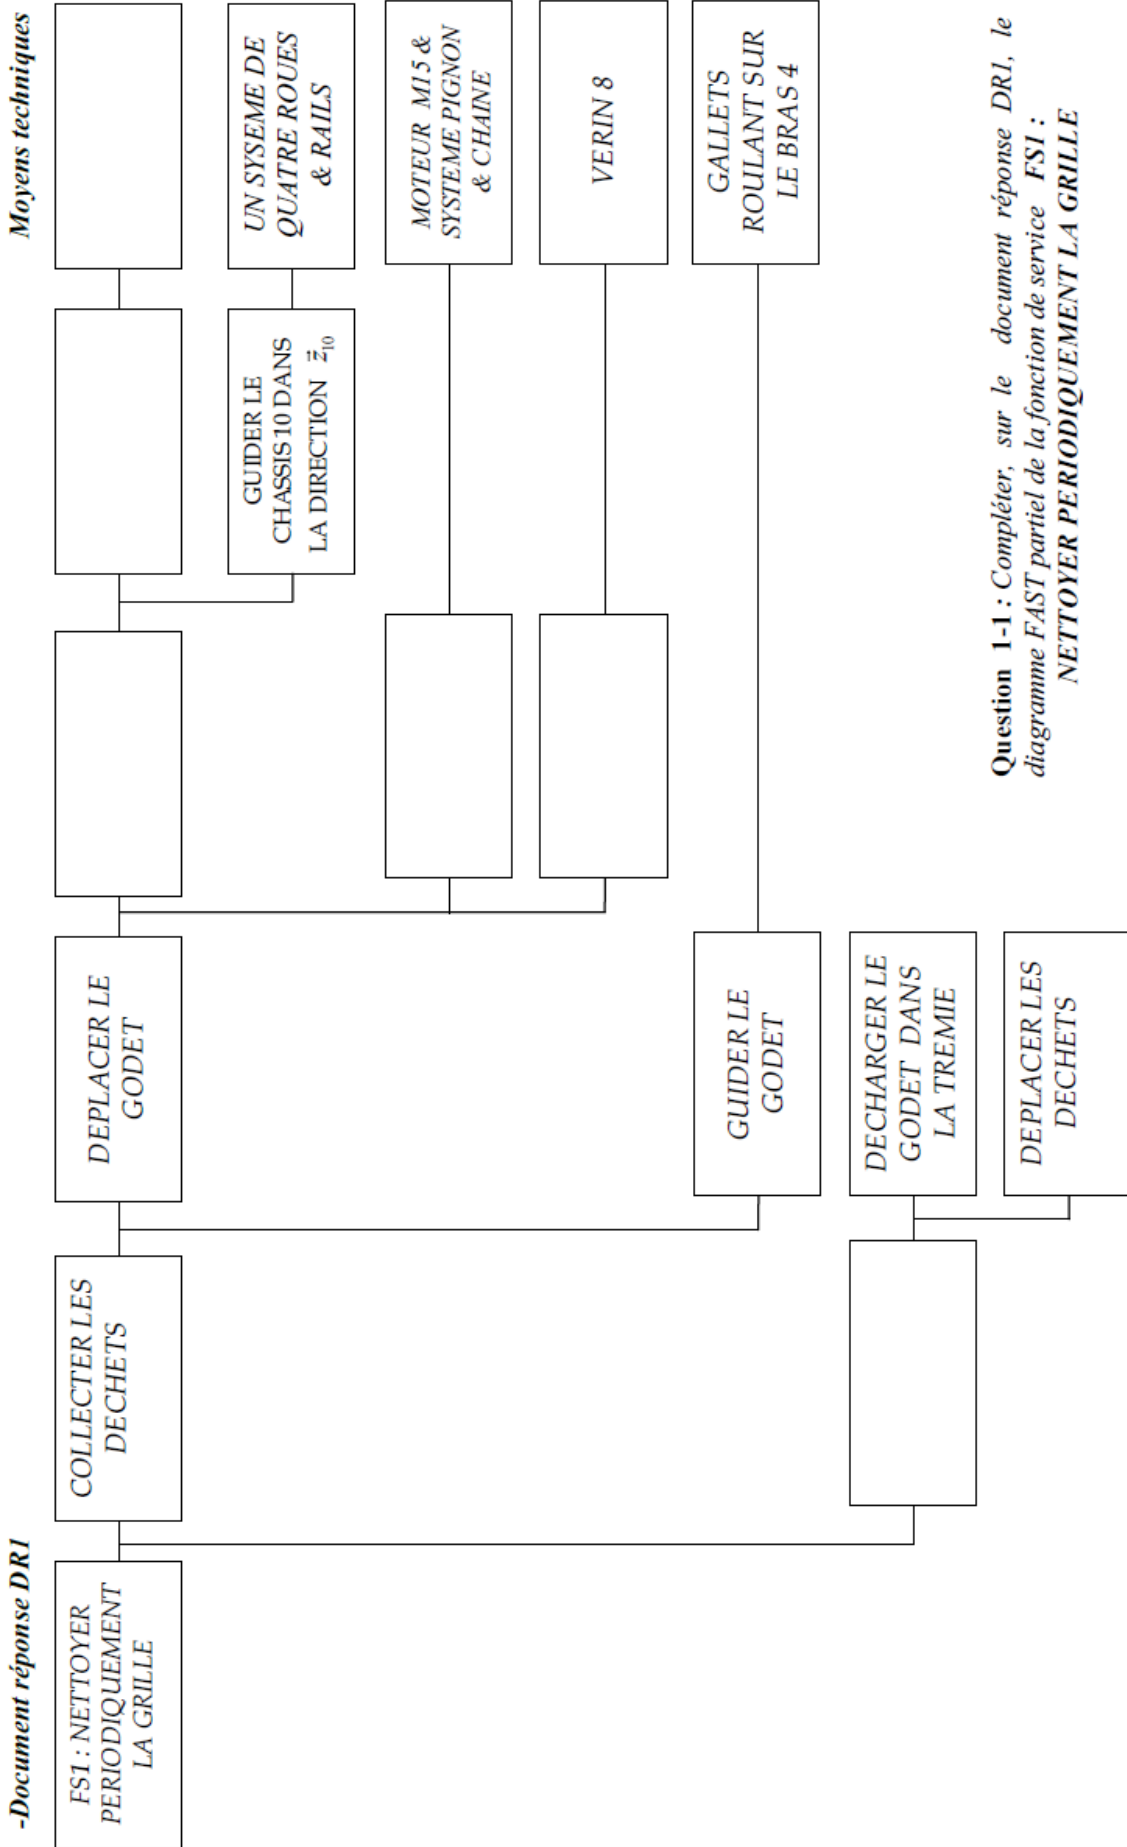 -Document réponse DR1
Moyens techniques
FS1 : NETTOYER
PERIODIQUEMENT
LA GRILLE
COLLECTER LES
DECHETS
DEPLACER LE
GODET
GUIDER LE
CHASSIS 10 DANS
LA DIRECTION z⃗₁₀
UN SYSEME DE
QUATRE ROUES
& RAILS
MOTEUR M15 &
SYSTEME PIGNON
& CHAINE
VERIN 8
GUIDER LE
GODET
GALLETS
ROULANT SUR
LE BRAS 4
DECHARGER LE
GODET DANS
LA TREMIE
DEPLACER LES
DECHETS
Question 1-1 : Compléter, sur le document réponse DR1, le
diagramme FAST partiel de la fonction de service FS1 :
NETTOYER PERIODIQUEMENT LA GRILLE